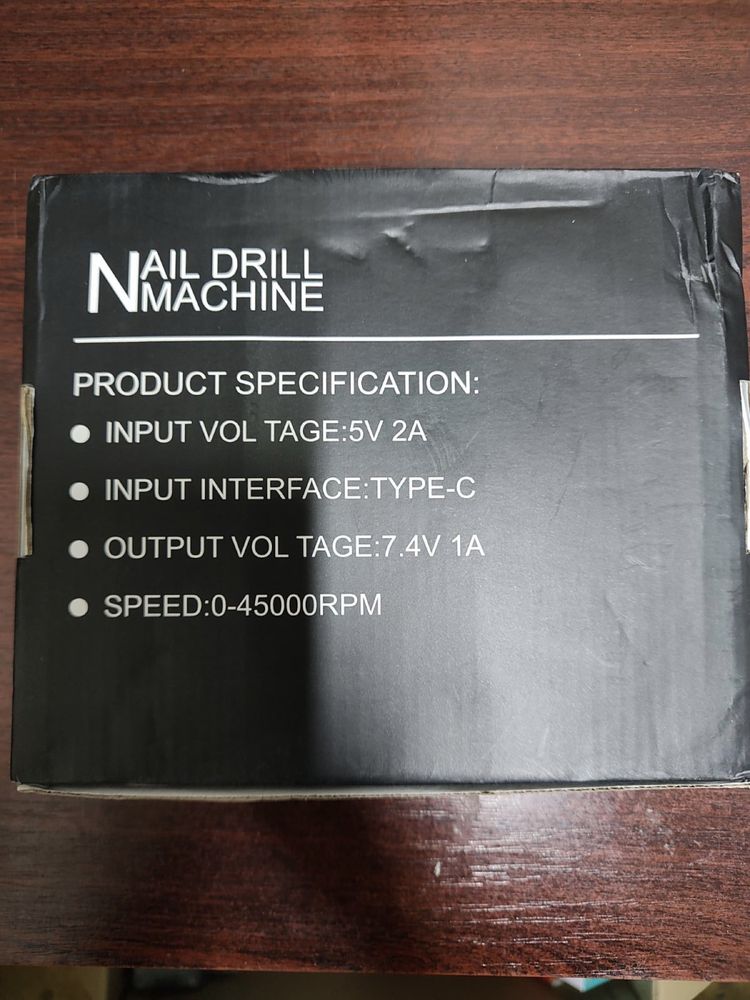 NAIL DRILL
MACHINE
PRODUCT SPECIFICATION:
● INPUT VOL TAGE:5V 2A
● INPUT INTERFACE:TYPE-C
● OUTPUT VOL TAGE:7.4V 1A
● SPEED:0-45000RPM